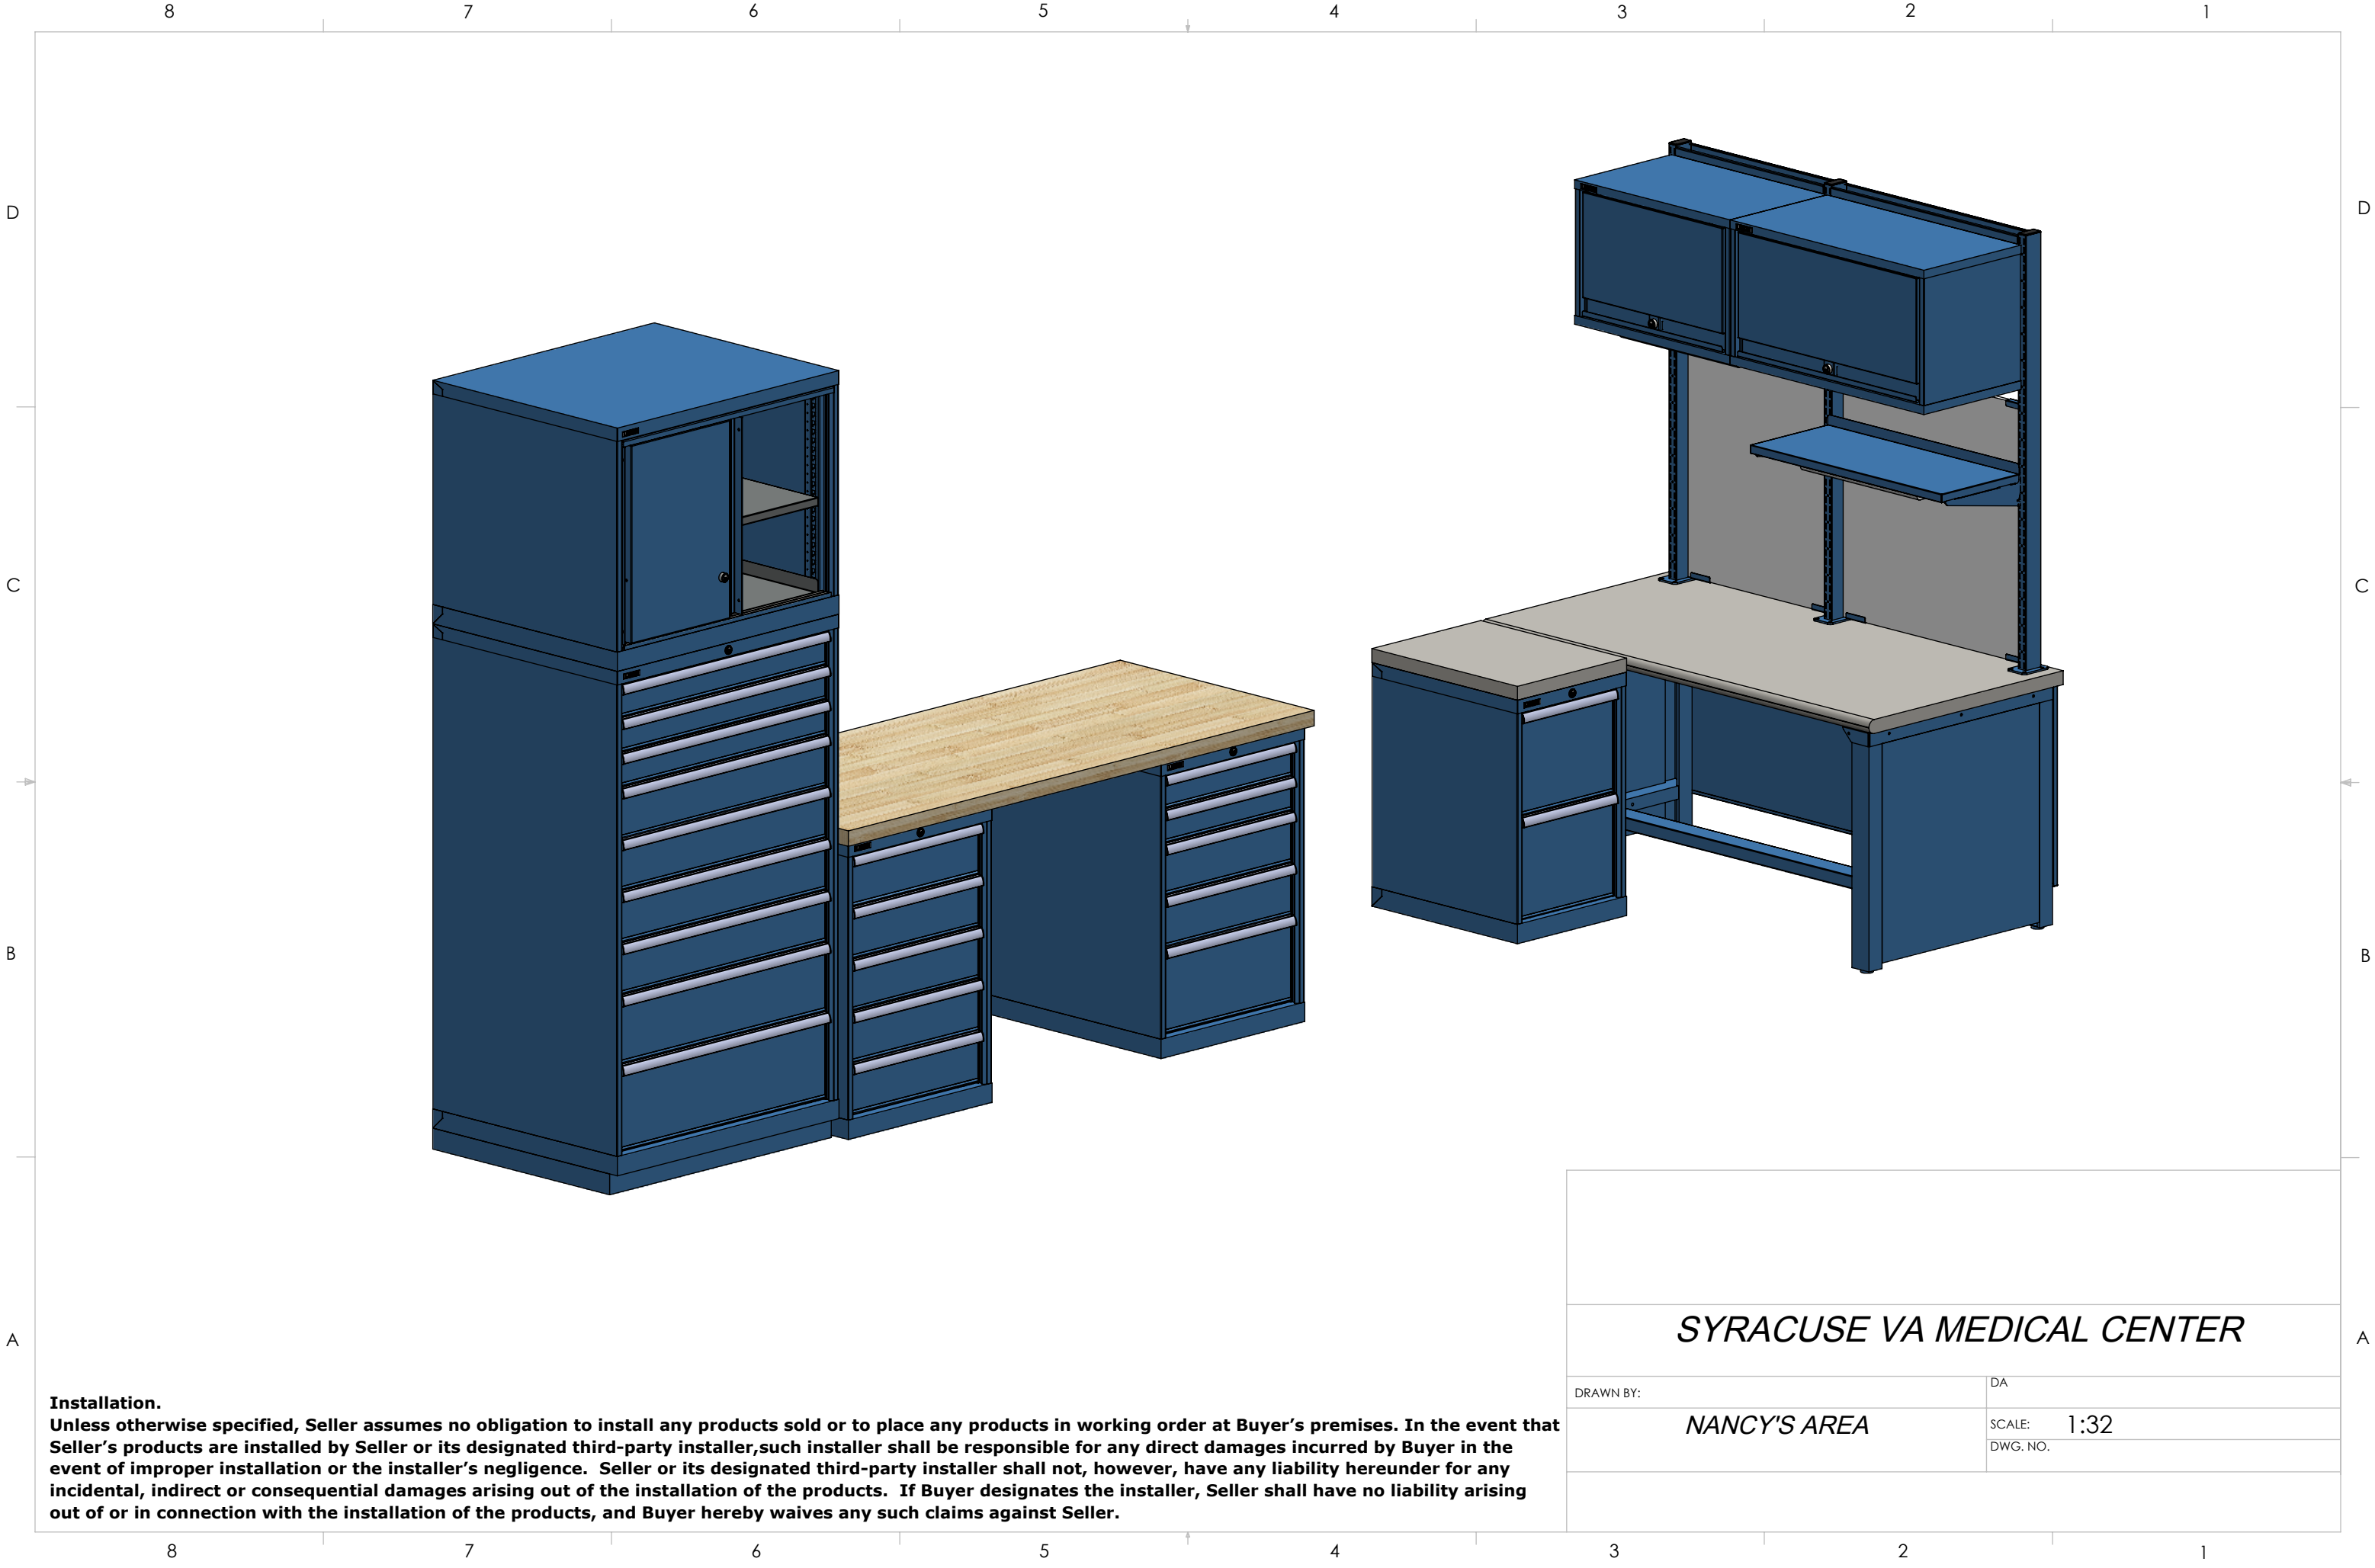 8 7 6 5 4 3 2 1
D D
C C
B B
A A
SYRACUSE VA MEDICAL CENTER
DRAWN BY:
DA
NANCY'S AREA
SCALE: 1:32
DWG. NO.
Installation.
Unless otherwise specified, Seller assumes no obligation to install any products sold or to place any products in working order at Buyer’s premises. In the event that
Seller’s products are installed by Seller or its designated third-party installer,such installer shall be responsible for any direct damages incurred by Buyer in the
event of improper installation or the installer’s negligence.  Seller or its designated third-party installer shall not, however, have any liability hereunder for any
incidental, indirect or consequential damages arising out of the installation of the products.  If Buyer designates the installer, Seller shall have no liability arising
out of or in connection with the installation of the products, and Buyer hereby waives any such claims against Seller.
8 7 6 5 4 3 2 1